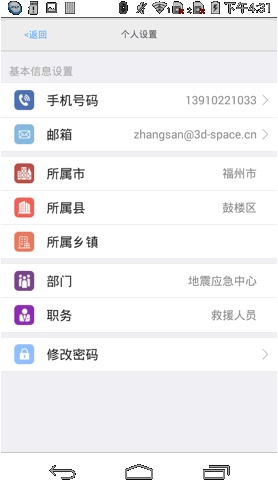 下午4:31
<返回 个人设置
基本信息设置
手机号码 13910221033
邮箱 zhangsan@3d-space.cn
所属市 福州市
所属县 鼓楼区
所属乡镇
部门 地震应急中心
职务 救援人员
修改密码